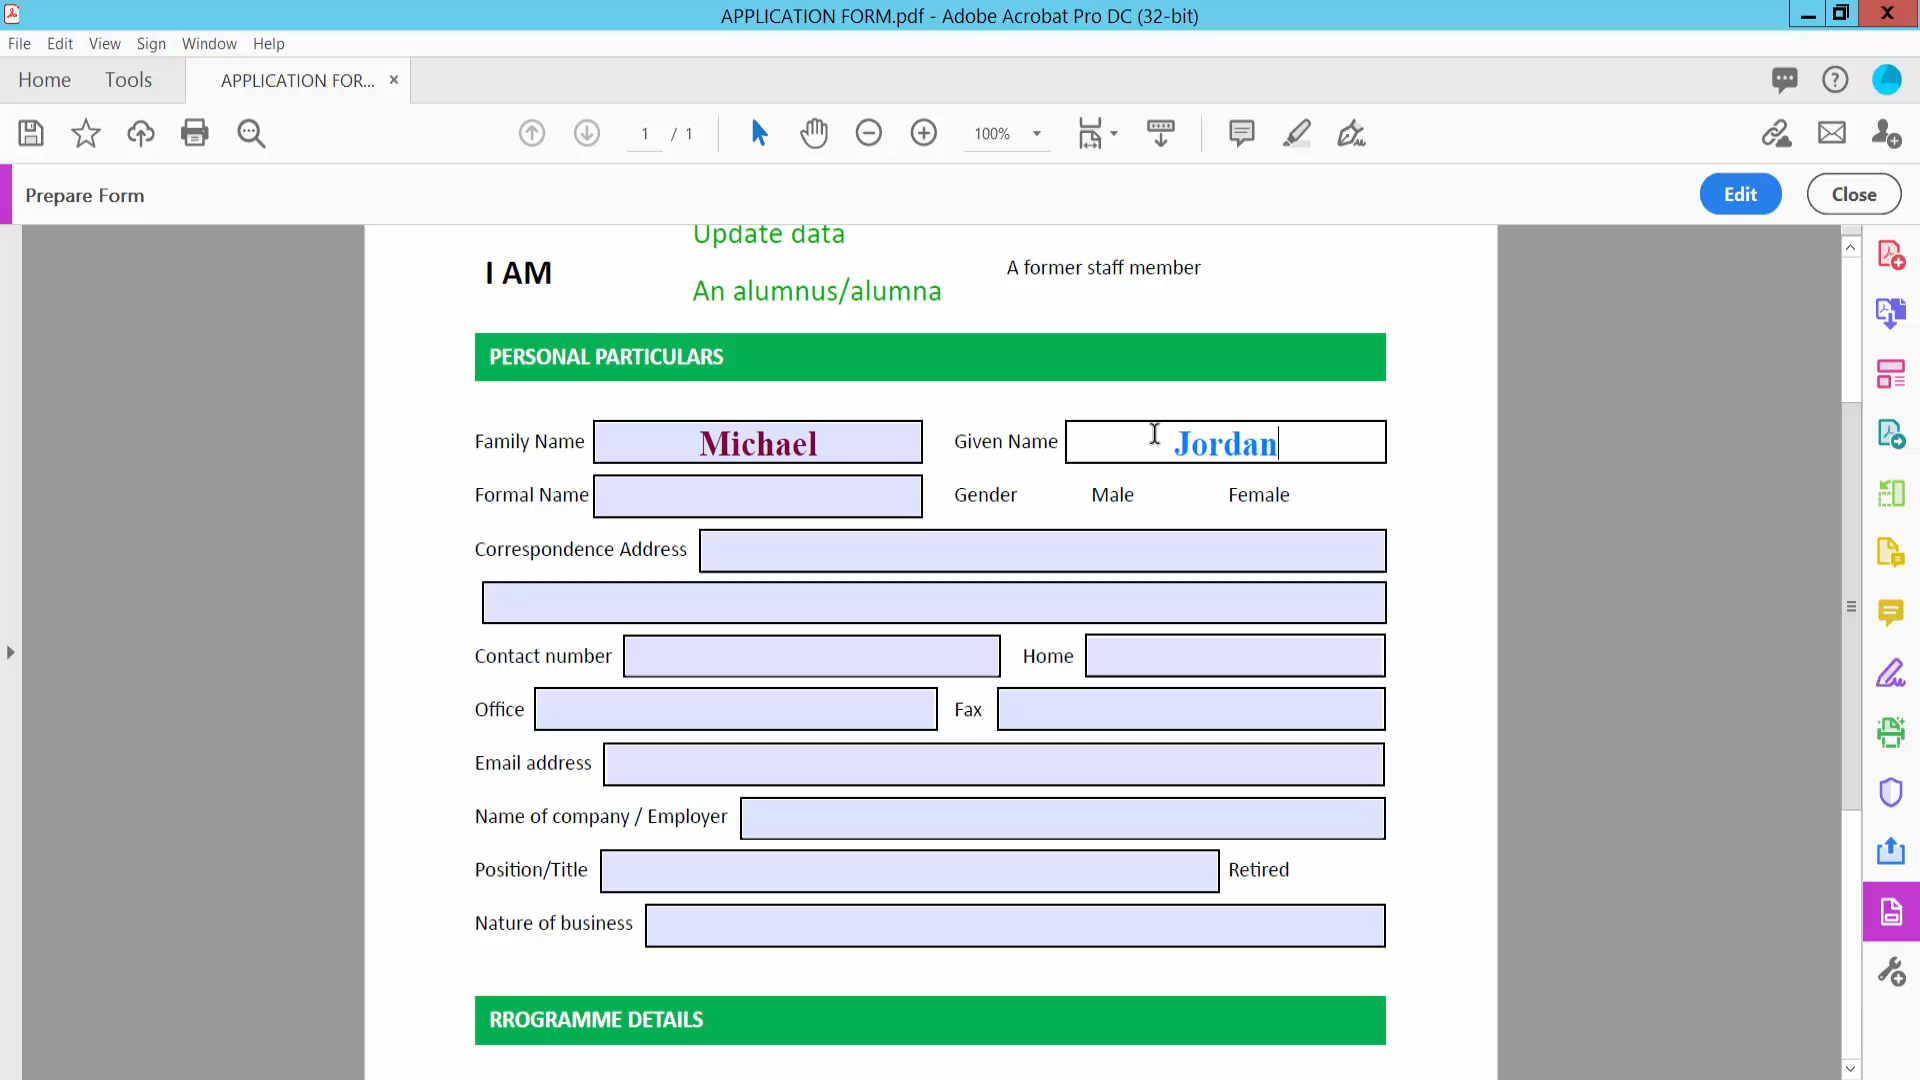 APPLICATION FORM.pdf - Adobe Acrobat Pro DC (32-bit)
File Edit View Sign Window Help
Home Tools APPLICATION FOR...
1 / 1 100%
Prepare Form Edit Close
Update data
I AM A former staff member
An alumnus/alumna
PERSONAL PARTICULARS
Family Name Michael Given Name Jordan
Formal Name Gender Male Female
Correspondence Address
Contact number Home
Office Fax
Email address
Name of company / Employer
Position/Title Retired
Nature of business
RROGRAMME DETAILS